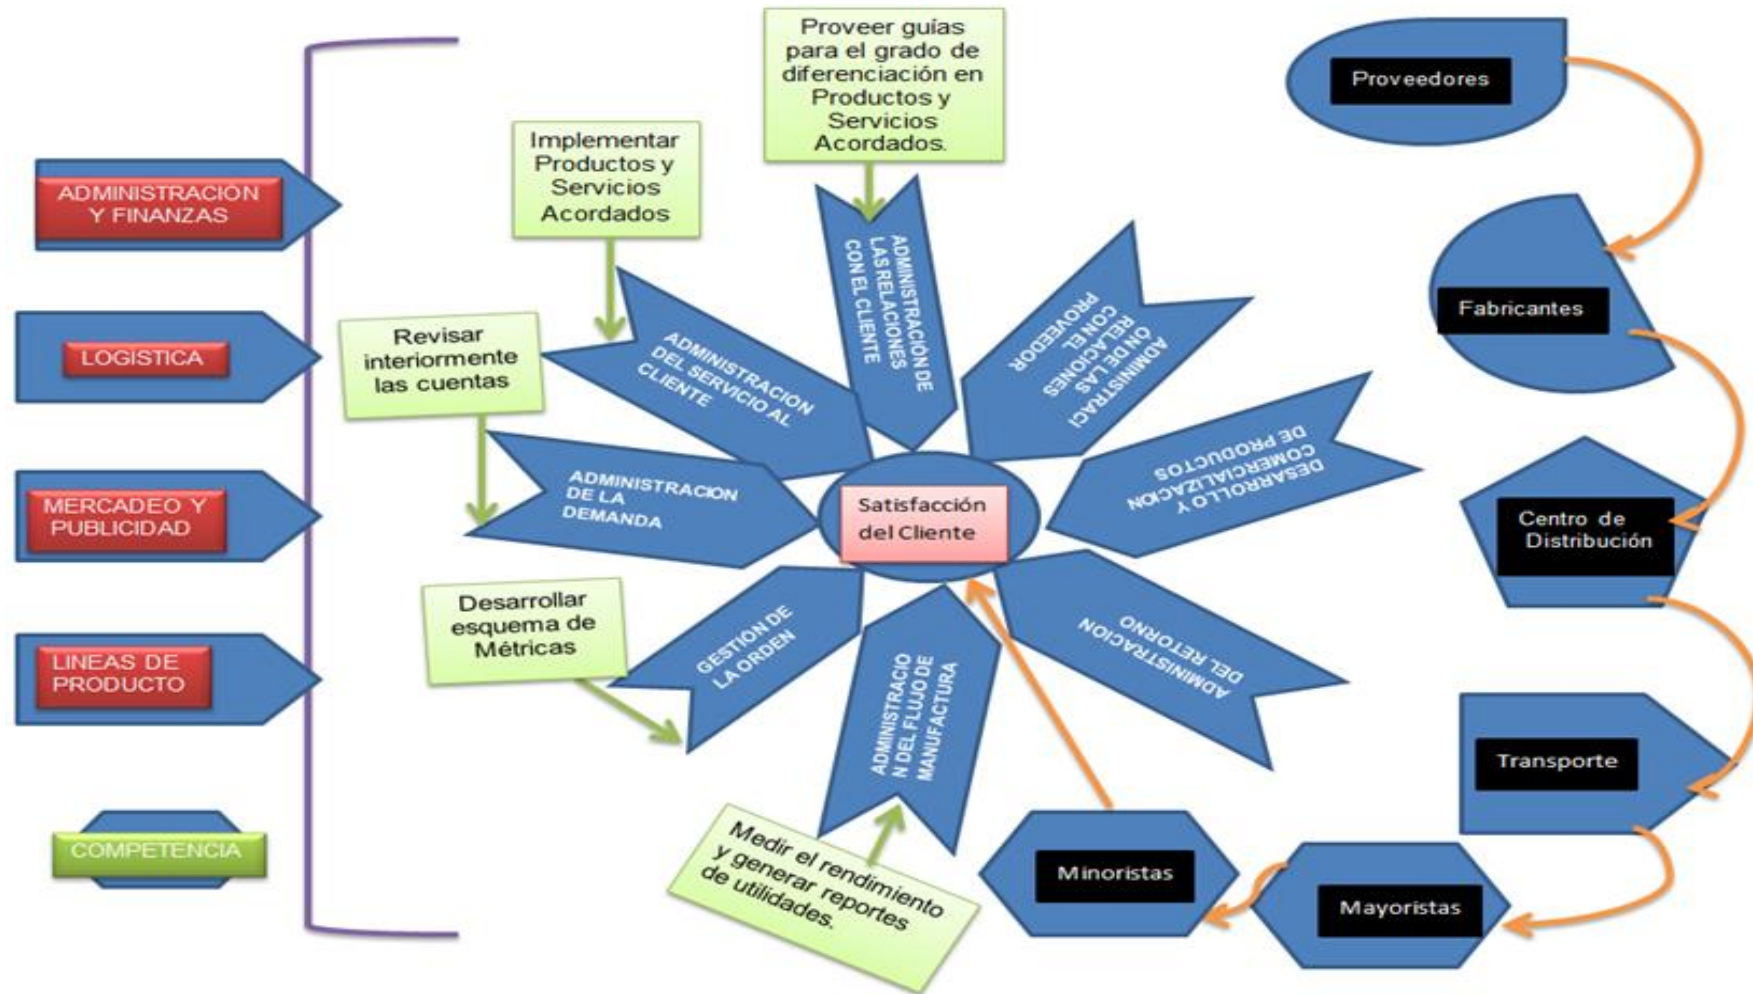 ADMINISTRACIÓN
Y FINANZAS
LOGÍSTICA
MERCADEO Y
PUBLICIDAD
LINEAS DE
PRODUCTO
COMPETENCIA
Proveer guías
para el grado de
diferenciación en
Productos y
Servicios
Acordados.
Implementar
Productos y
Servicios
Acordados
Revisar
interiormente
las cuentas
Desarrollar
esquema de
Métricas
Medir el rendimiento
y generar reportes
de utilidades.
ADMINISTRACIÓN DE
LAS RELACIONES
CON EL CLIENTE
ADMINISTRACI
ÓN DE LAS
RELACIONES
CON EL
PROVEEDOR
DESARROLLO Y
COMERCIALIZACION
DE PRODUCTOS
ADMINISTRACION
DEL RETORNO
ADMINISTRACIO
N DEL FLUJO DE
MANUFACTURA
GESTIÓN DE
LA ORDEN
ADMINISTRACION
DE LA
DEMANDA
ADMINISTRACION
DEL SERVICIO AL
CLIENTE
Satisfacción
del Cliente
Proveedores
Fabricantes
Centro de
Distribución
Transporte
Mayoristas
Minoristas